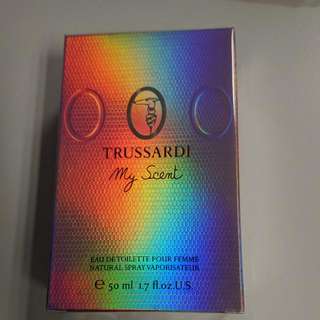 TRUSSARDI
My Scent
EAU DE TOILETTE POUR FEMME
NATURAL SPRAY VAPORISATEUR
e 50 ml 1.7 fl.oz.U.S.